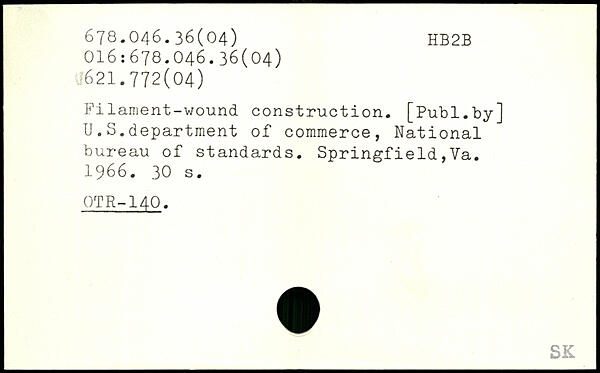 678.046.36(04) HB2B
016:678.046.36(04)
621.772(04)
Filament-wound construction. [Publ.by]
U.S.department of commerce, National
bureau of standards. Springfield,Va.
1966. 30 s.
OTR-140.
SK